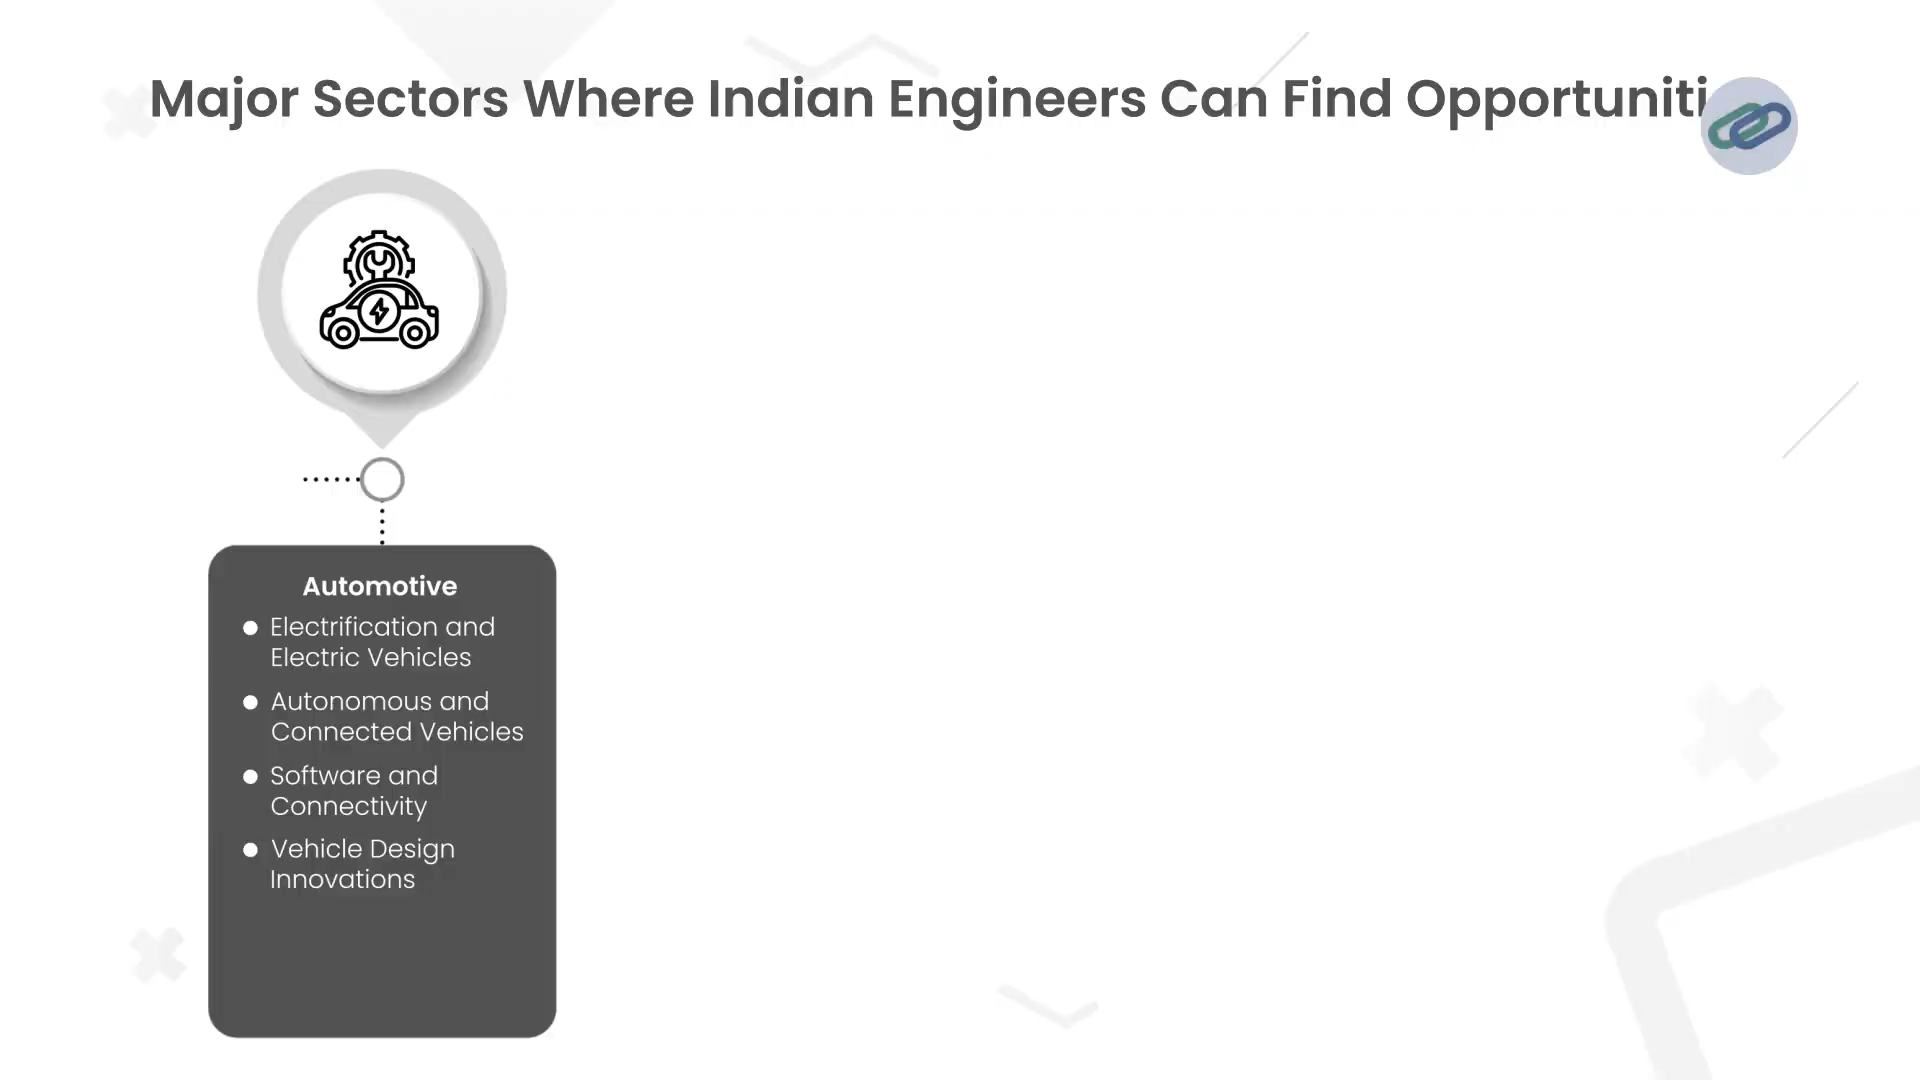 Major Sectors Where Indian Engineers Can Find Opportuniti
Automotive
Electrification and
Electric Vehicles
Autonomous and
Connected Vehicles
Software and
Connectivity
Vehicle Design
Innovations